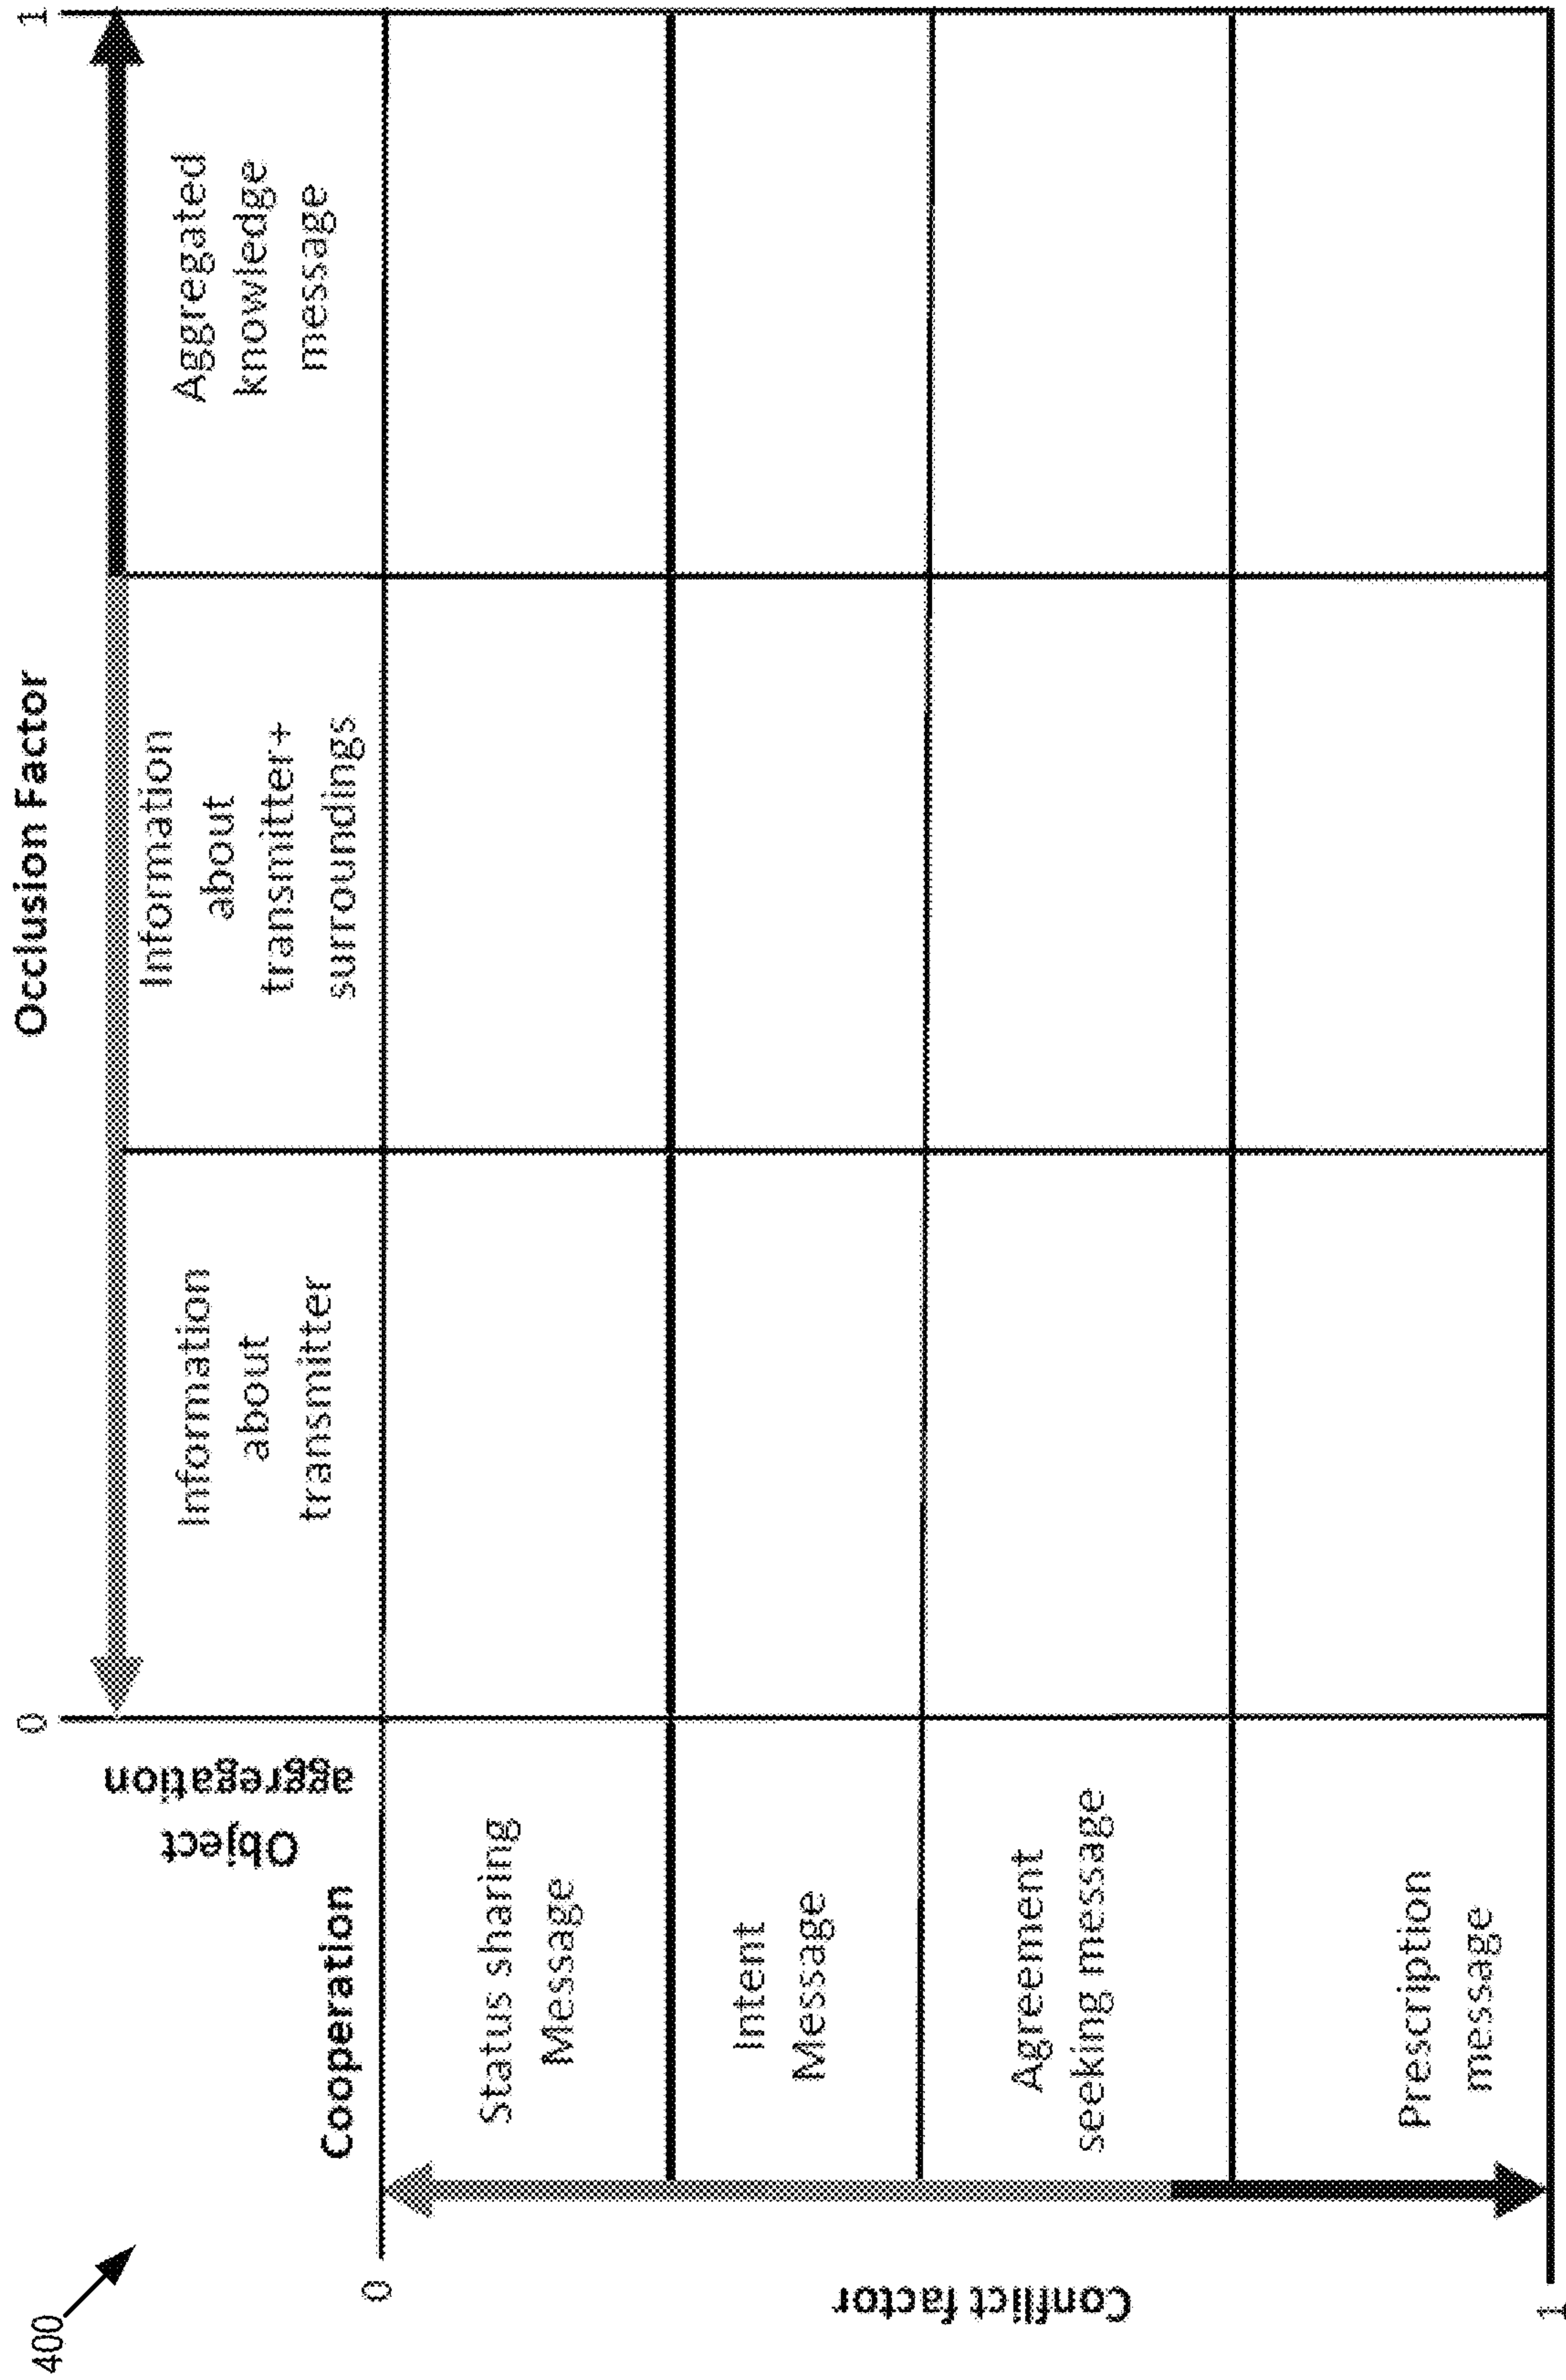 400
Occlusion Factor
0
1
Object
aggregation
Cooperation
Information
about
transmitter
Information
about
transmitter+
surroundings
Aggregated
knowledge
message
0
Conflict factor
1
Status sharing
Message
Intent
Message
Agreement
seeking message
Prescription
message